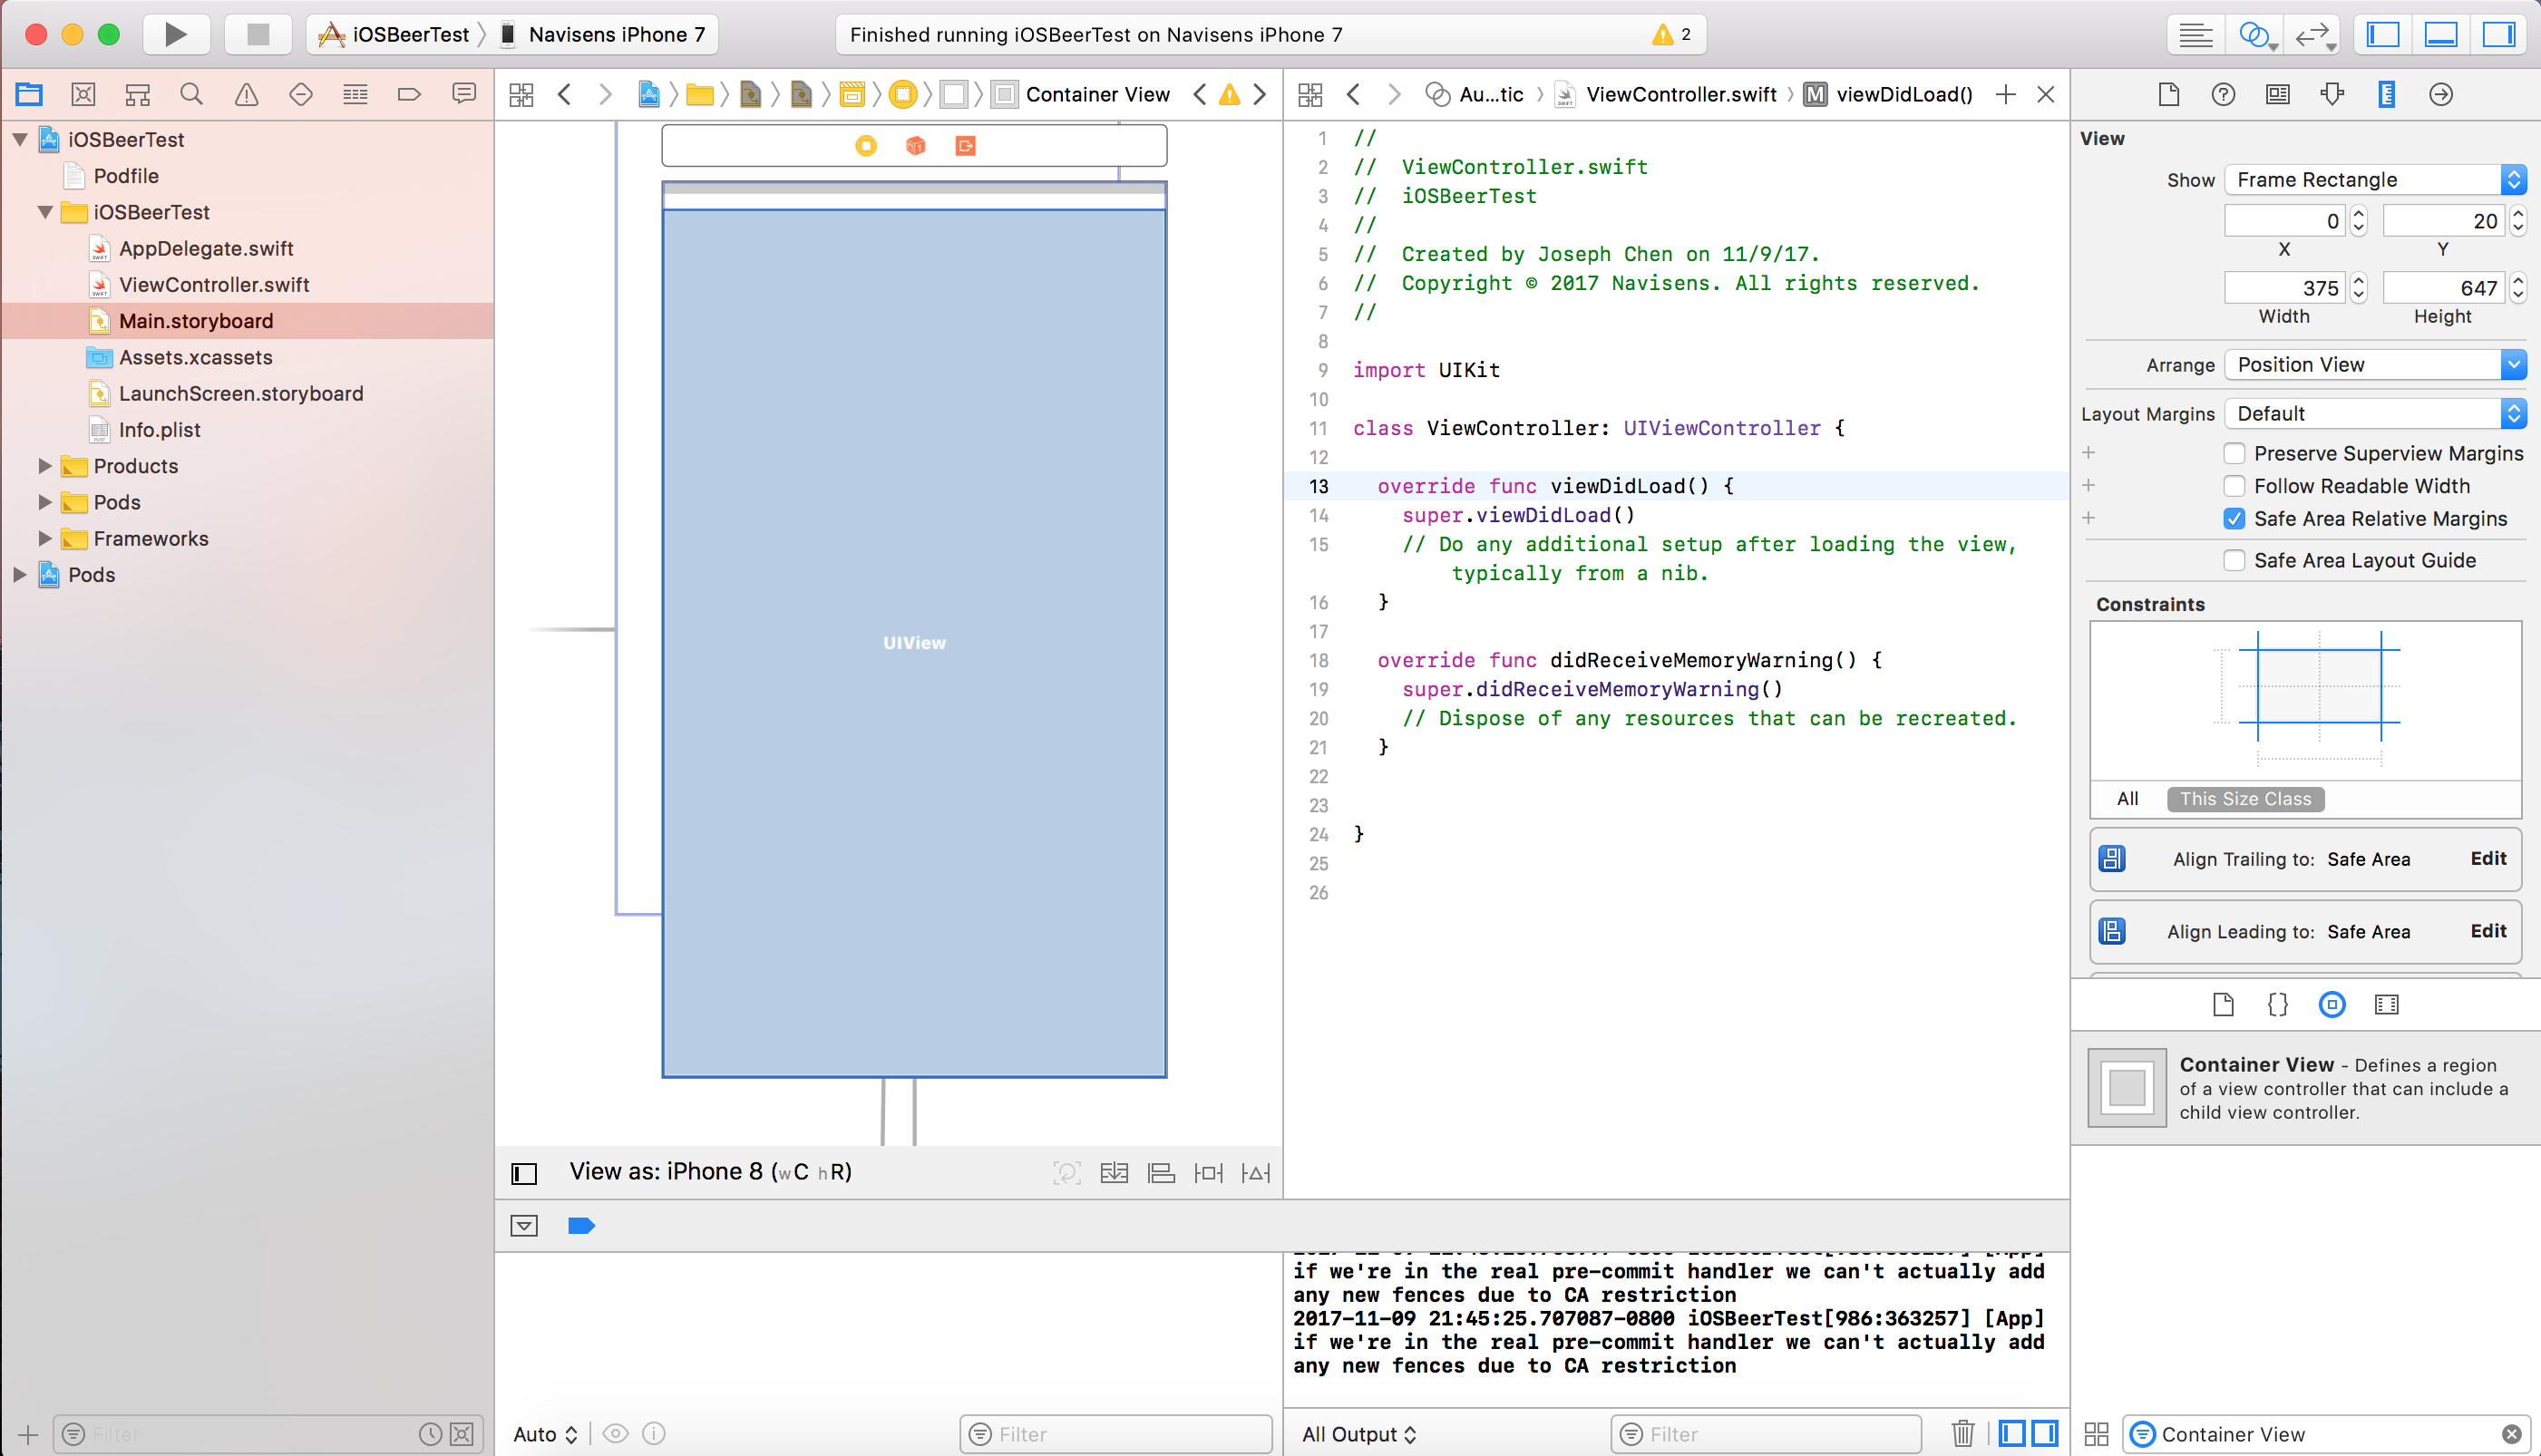 iOSBeerTest
Navisens iPhone 7
Finished running iOSBeerTest on Navisens iPhone 7
2
Container View
Au...tic
ViewController.swift
M
viewDidLoad()
iOSBeerTest
Podfile
iOSBeerTest
AppDelegate.swift
ViewController.swift
Main.storyboard
Assets.xcassets
LaunchScreen.storyboard
Info.plist
Products
Pods
Frameworks
Pods
Filter
UIView
View as: iPhone 8 (wC hR)
1 //
2 //  ViewController.swift
3 //  iOSBeerTest
4 //
5 //  Created by Joseph Chen on 11/9/17.
6 //  Copyright © 2017 Navisens. All rights reserved.
7 //
8
9 import UIKit
10
11 class ViewController: UIViewController {
12
13   override func viewDidLoad() {
14     super.viewDidLoad()
15     // Do any additional setup after loading the view,
typically from a nib.
16   }
17
18   override func didReceiveMemoryWarning() {
19     super.didReceiveMemoryWarning()
20     // Dispose of any resources that can be recreated.
21   }
22
23
24 }
25
26
if we're in the real pre-commit handler we can't actually add
any new fences due to CA restriction
2017-11-09 21:45:25.707087-0800 iOSBeerTest[986:363257] [App]
if we're in the real pre-commit handler we can't actually add
any new fences due to CA restriction
Auto
Filter
All Output
Filter
View
Show Frame Rectangle
0 20
X Y
375 647
Width Height
Arrange Position View
Layout Margins Default
Preserve Superview Margins
Follow Readable Width
Safe Area Relative Margins
Safe Area Layout Guide
Constraints
All This Size Class
Align Trailing to: Safe Area Edit
Align Leading to: Safe Area Edit
Container View - Defines a region
of a view controller that can include a
child view controller.
Container View